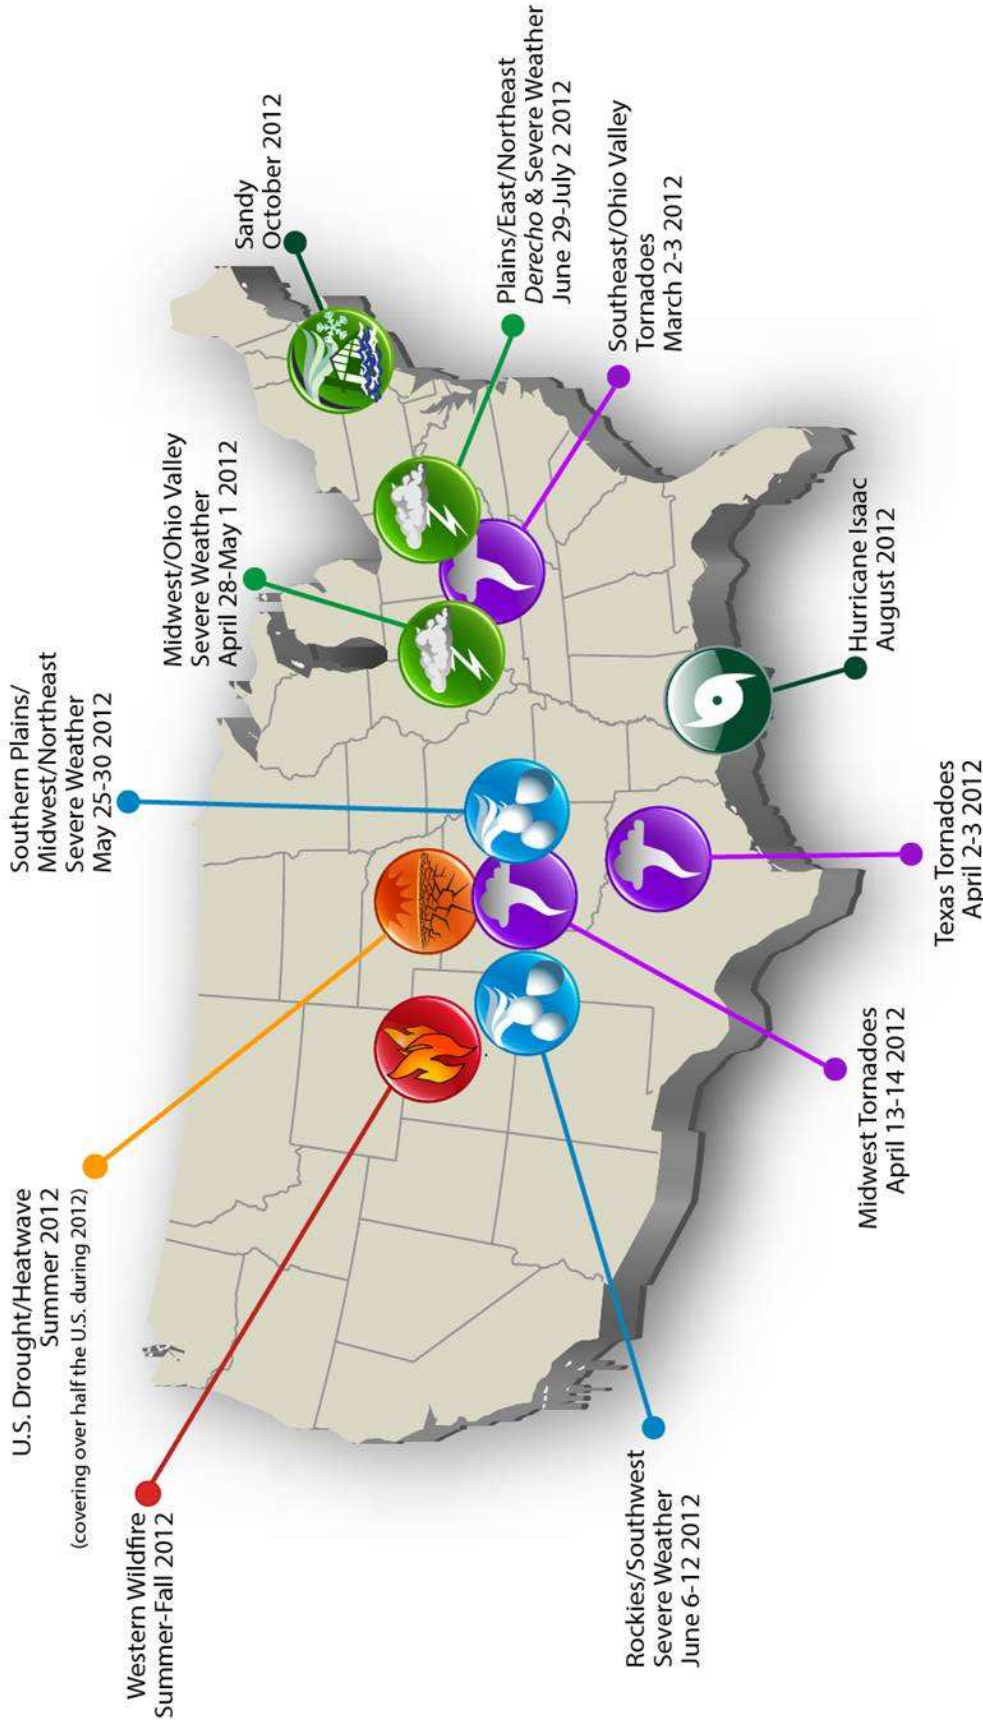 U.S. Drought/Heatwave
Summer 2012
(covering over half the U.S. during 2012)
Southern Plains/
Midwest/Northeast
Severe Weather
May 25-30 2012
Midwest/Ohio Valley
Severe Weather
April 28-May 1 2012
Sandy
October 2012
Western Wildfire
Summer-Fall 2012
Plains/East/Northeast
Derecho & Severe Weather
June 29-July 2 2012
Southeast/Ohio Valley
Tornadoes
March 2-3 2012
Rockies/Southwest
Severe Weather
June 6-12 2012
Midwest Tornadoes
April 13-14 2012
Texas Tornadoes
April 2-3 2012
Hurricane Isaac
August 2012